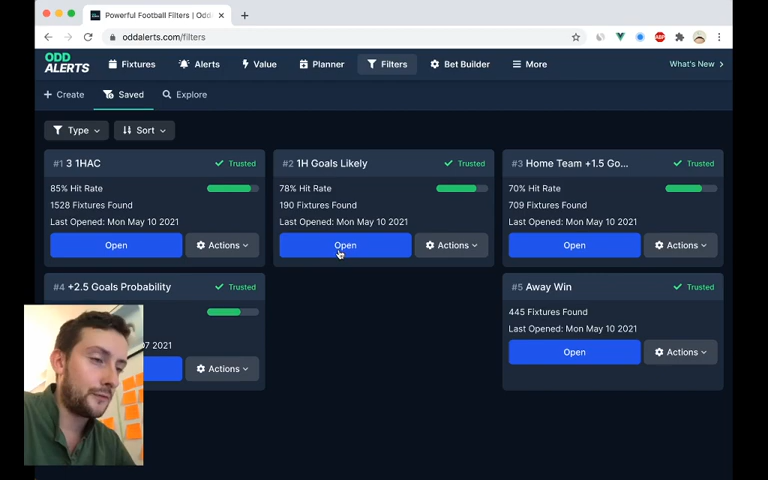 Powerful Football Filters | Odd
oddalerts.com/filters
ABP
ODD
ALERTS
Fixtures
Alerts
Value
Planner
Filters
Bet Builder
More
What's New
Create
Saved
Explore
Type
Sort
#1 3 1HAC
Trusted
85% Hit Rate
1528 Fixtures Found
Last Opened: Mon May 10 2021
Open
Actions
#2 1H Goals Likely
Trusted
78% Hit Rate
190 Fixtures Found
Last Opened: Mon May 10 2021
Open
Actions
#3 Home Team +1.5 Go...
Trusted
70% Hit Rate
709 Fixtures Found
Last Opened: Mon May 10 2021
Open
Actions
#4 +2.5 Goals Probability
Trusted
07 2021
Actions
#5 Away Win
Trusted
445 Fixtures Found
Last Opened: Mon May 10 2021
Open
Actions